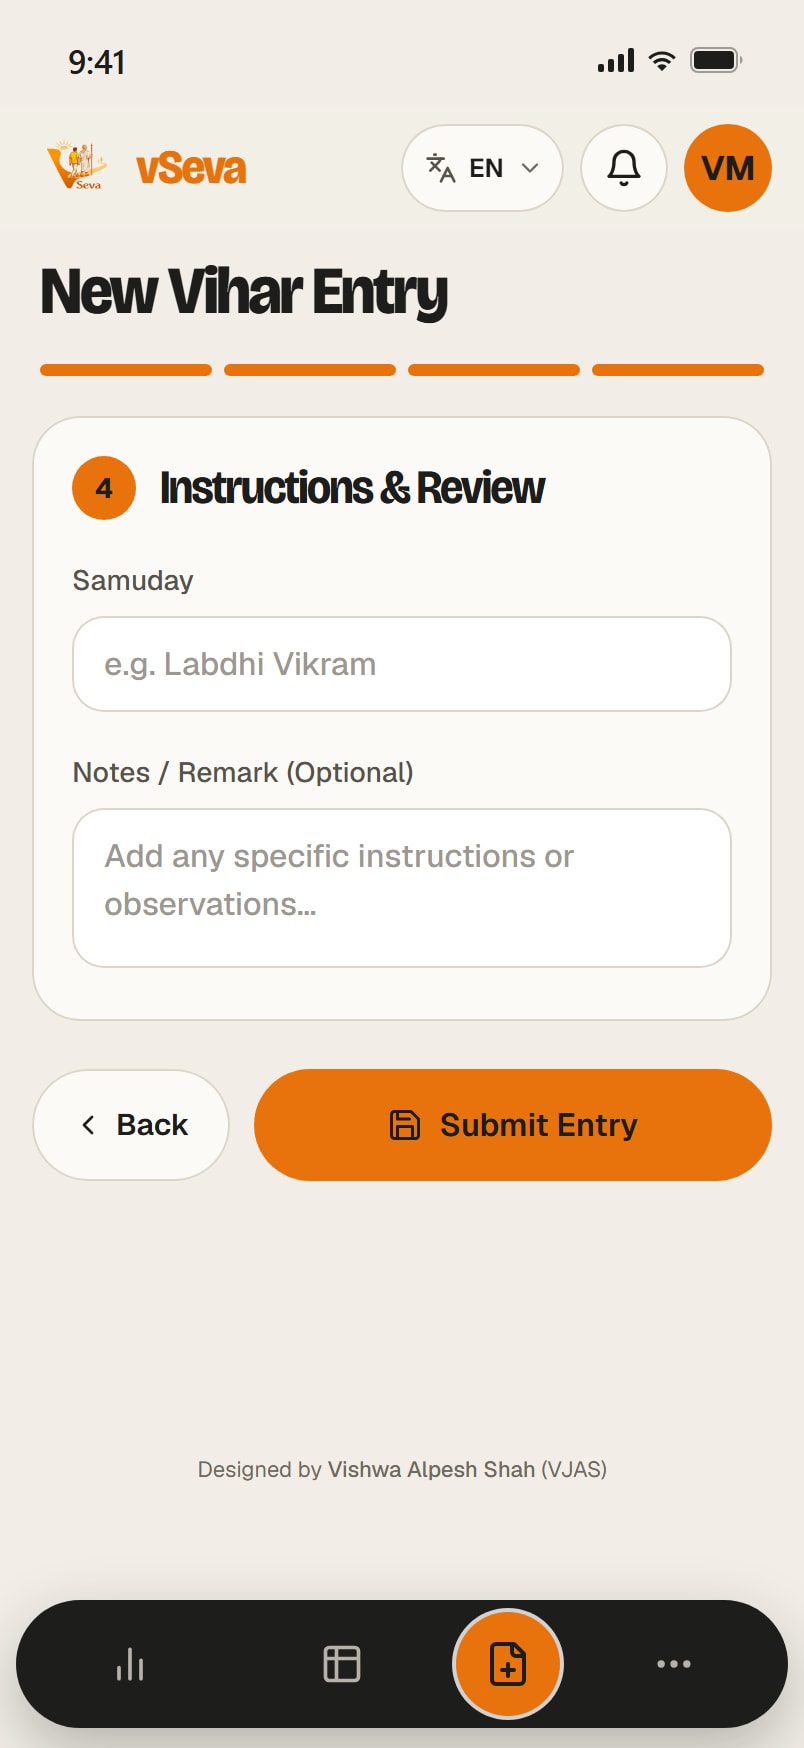 9:41
Seva
vSeva
EN
VM
New Vihar Entry
4
Instructions & Review
Samuday
e.g. Labdhi Vikram
Notes / Remark (Optional)
Add any specific instructions or
observations...
Back
Submit Entry
Designed by Vishwa Alpesh Shah (VJAS)